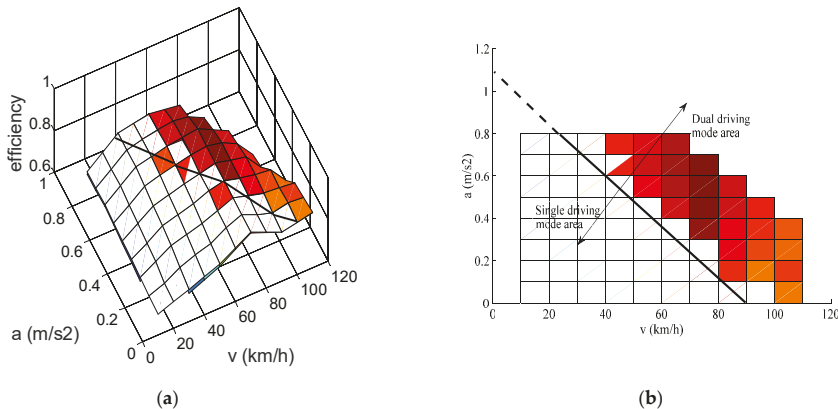 efficiency
1
0.8
0.6
1
0.8
0.6
0.4
0.2
0
a (m/s2)
0
20
40
60
80
100
120
v (km/h)
(a)
1.2
1
0.8
0.6
0.4
0.2
0
a (m/s2)
Dual driving
mode area
Single driving
mode area
0 20 40 60 80 100 120
v (km/h)
(b)